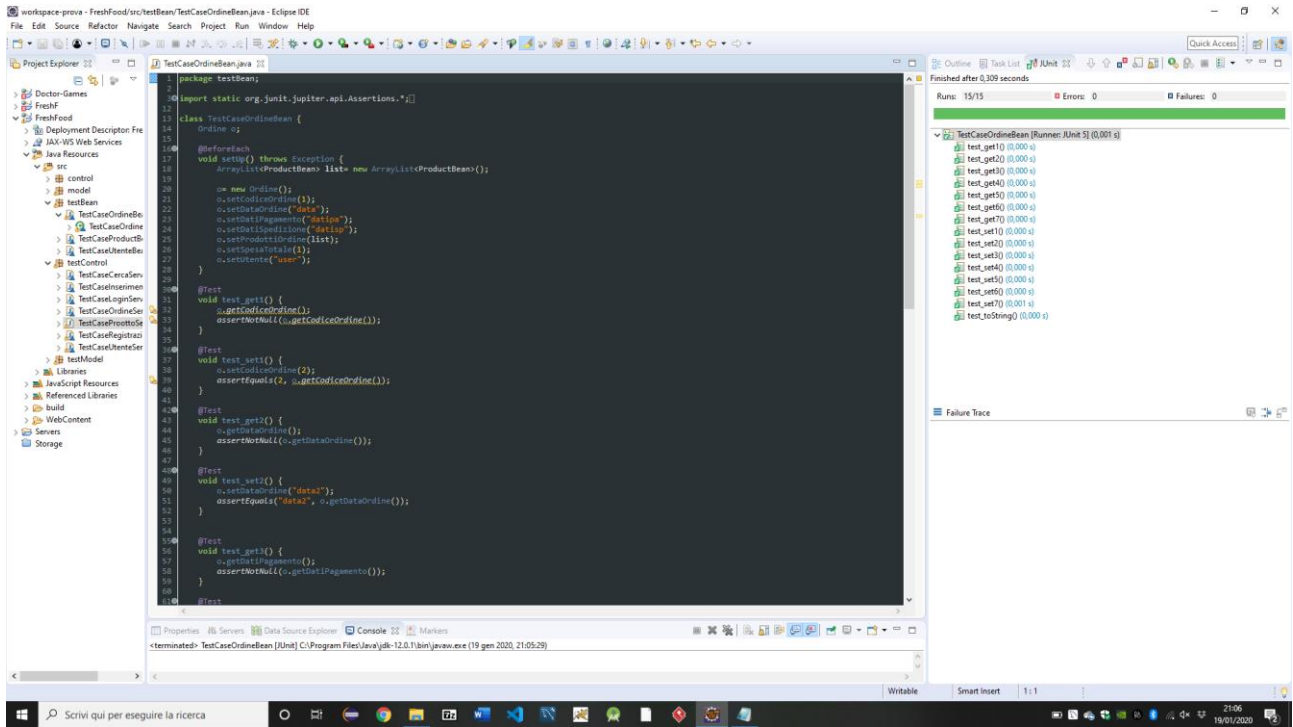 workspace-prova - FreshFood/src/testBean/TestCaseOrdineBean.java - Eclipse IDE
File Edit Source Refactor Navigate Search Project Run Window Help
Quick Access
Project Explorer
Doctor-Games
FreshF
FreshFood
Deployment Descriptor: Fre
JAX-WS Web Services
Java Resources
src
control
model
testBean
TestCaseOrdineBe
TestCaseOrdine
TestCaseProductB
TestCaseUtenteBe
testControl
TestCaseCercaServ
TestCaseInserimen
TestCaseLoginServ
TestCaseOrdineSer
TestCaseProottoSe
TestCaseRegistrazi
TestCaseUtenteSer
testModel
Libraries
JavaScript Resources
Referenced Libraries
build
WebContent
Servers
Storage
TestCaseOrdineBean.java
1 package testBean;
2
3 import static org.junit.jupiter.api.Assertions.*;
12
13 class TestCaseOrdineBean {
14 Ordine o;
15
16 @BeforeEach
17 void setUp() throws Exception {
18 ArrayList<ProductBean> list= new ArrayList<ProductBean>();
19
20 o= new Ordine();
21 o.setCodiceOrdine(1);
22 o.setDataOrdine("data");
23 o.setDatiPagamento("datipa");
24 o.setDatiSpedizione("datisp");
25 o.setProdottiOrdine(list);
26 o.setSpesaTotale(1);
27 o.setUtente("user");
28 }
29
30 @Test
31 void test_get1() {
32 o.getCodiceOrdine();
33 assertNotNull(o.getCodiceOrdine());
34 }
35
36 @Test
37 void test_set1() {
38 o.setCodiceOrdine(2);
39 assertEquals(2, o.getCodiceOrdine());
40 }
41
42 @Test
43 void test_get2() {
44 o.getDataOrdine();
45 assertNotNull(o.getDataOrdine());
46 }
47
48 @Test
49 void test_set2() {
50 o.setDataOrdine("data2");
51 assertEquals("data2", o.getDataOrdine());
52 }
53
54
55 @Test
56 void test_get3() {
57 o.getDatiPagamento();
58 assertNotNull(o.getDatiPagamento());
59 }
60
61 @Test
Properties Servers Data Source Explorer Console Markers
<terminated> TestCaseOrdineBean [JUnit] C:\Program Files\Java\jdk-12.0.1\bin\javaw.exe (19 gen 2020, 21:05:29)
Outline Task List JUnit
Finished after 0,309 seconds
Runs: 15/15 Errors: 0 Failures: 0
TestCaseOrdineBean [Runner: JUnit 5] (0,001 s)
test_get1() (0,000 s)
test_get2() (0,000 s)
test_get3() (0,000 s)
test_get4() (0,000 s)
test_get5() (0,000 s)
test_get6() (0,000 s)
test_get7() (0,000 s)
test_set1() (0,000 s)
test_set2() (0,000 s)
test_set3() (0,000 s)
test_set4() (0,000 s)
test_set5() (0,000 s)
test_set6() (0,000 s)
test_set7() (0,001 s)
test_toString() (0,000 s)
Failure Trace
Writable Smart Insert 1 : 1
Scrivi qui per eseguire la ricerca
21:06
19/01/2020